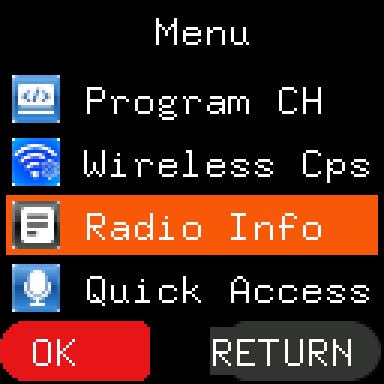 Menu
Program CH
Wireless Cps
Radio Info
Quick Access
OK RETURN